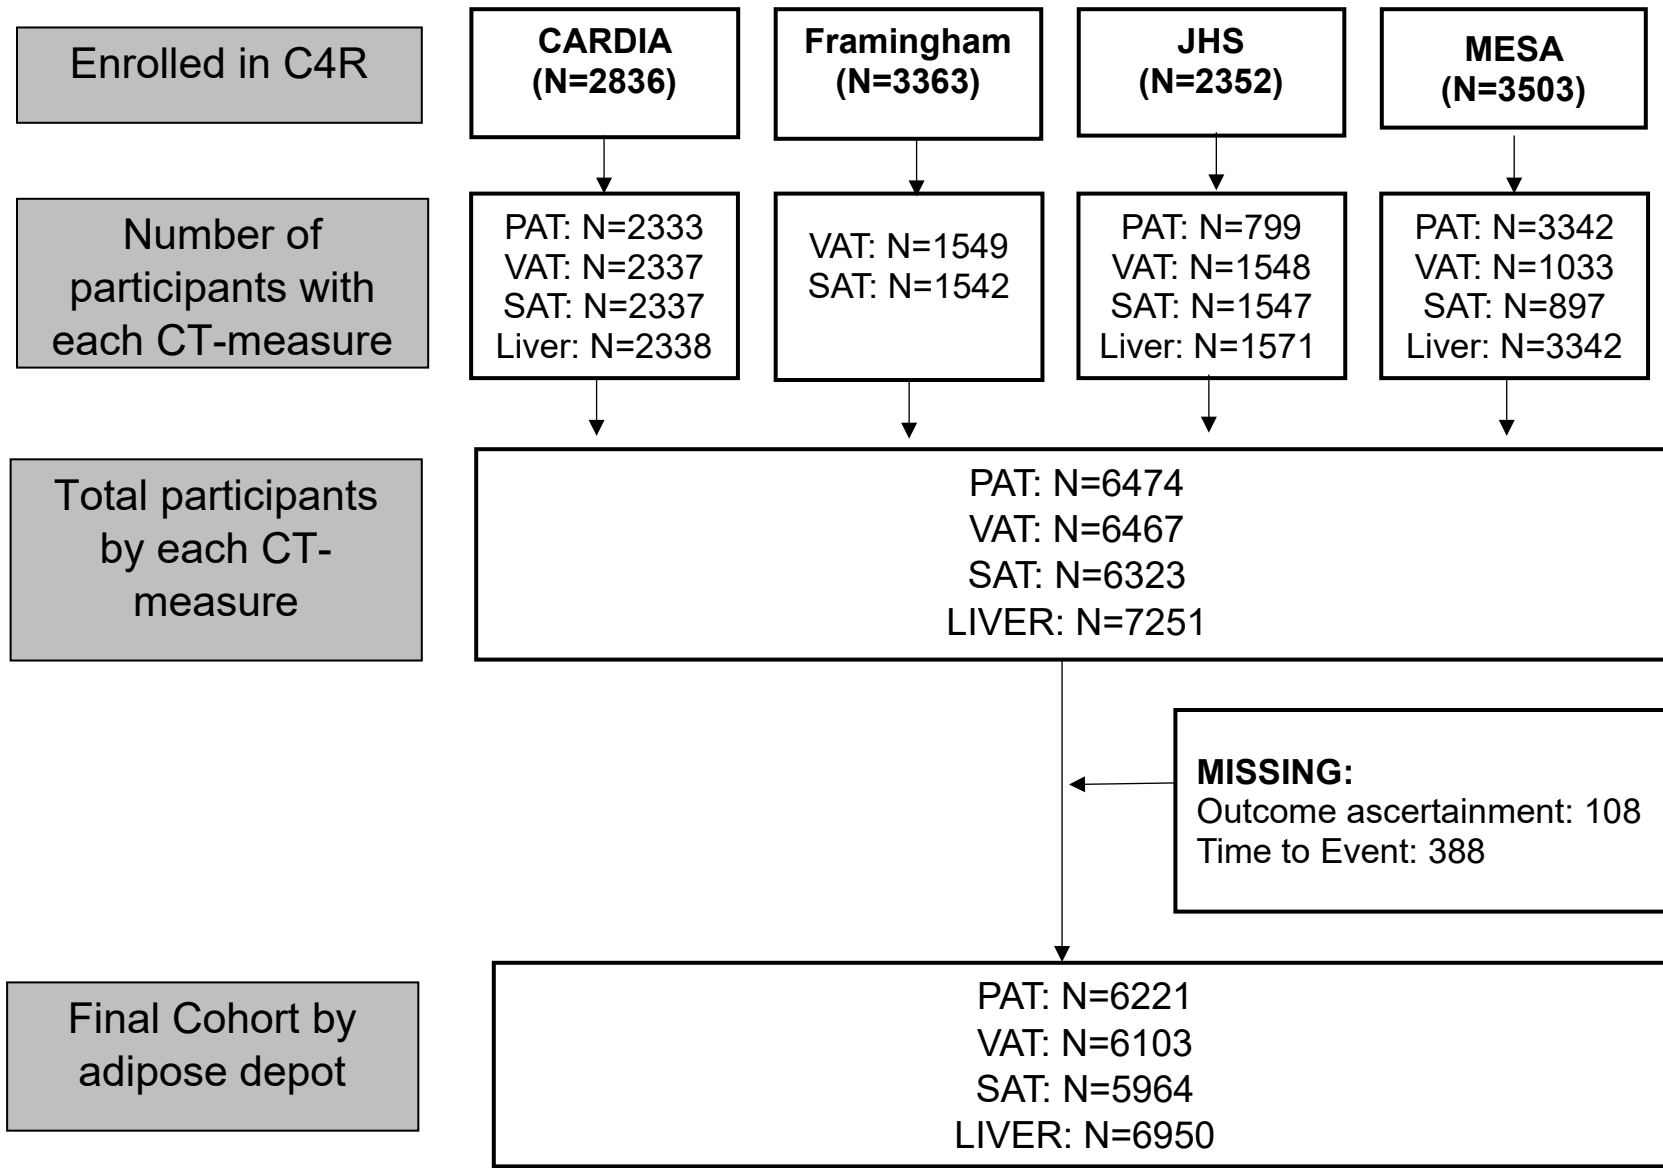 Enrolled in C4R
CARDIA
(N=2836)
Framingham
(N=3363)
JHS
(N=2352)
MESA
(N=3503)
Number of
participants with
each CT-measure
PAT: N=2333
VAT: N=2337
SAT: N=2337
Liver: N=2338
VAT: N=1549
SAT: N=1542
PAT: N=799
VAT: N=1548
SAT: N=1547
Liver: N=1571
PAT: N=3342
VAT: N=1033
SAT: N=897
Liver: N=3342
Total participants
by each CT-
measure
PAT: N=6474
VAT: N=6467
SAT: N=6323
LIVER: N=7251
MISSING:
Outcome ascertainment: 108
Time to Event: 388
Final Cohort by
adipose depot
PAT: N=6221
VAT: N=6103
SAT: N=5964
LIVER: N=6950